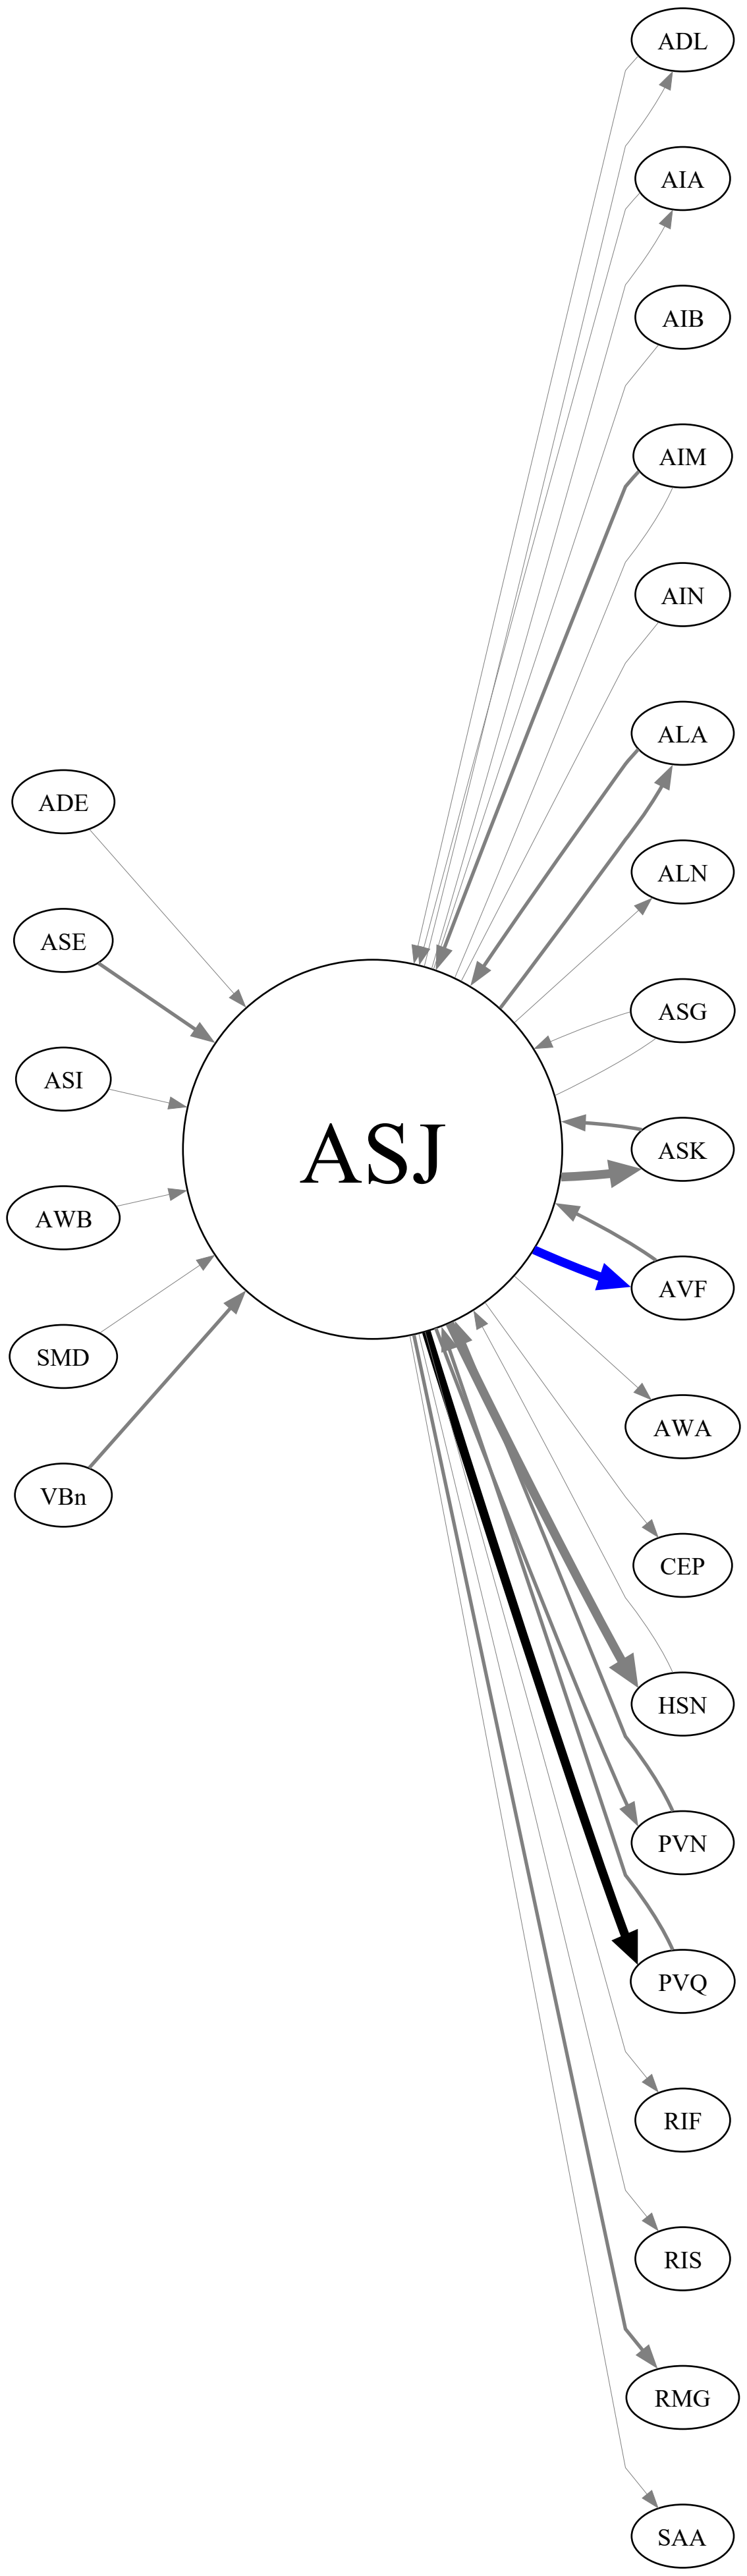 ADL
AIA
AIB
AIM
AIN
ALA
ADE
ALN
ASE
ASG
ASI
ASJ
ASK
AWB
AVF
SMD
AWA
VBn
CEP
HSN
PVN
PVQ
RIF
RIS
RMG
SAA